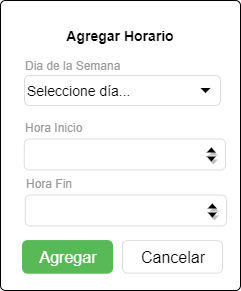 Agregar Horario
Dia de la Semana
Seleccione día...
Hora Inicio
Hora Fin
Agregar
Cancelar